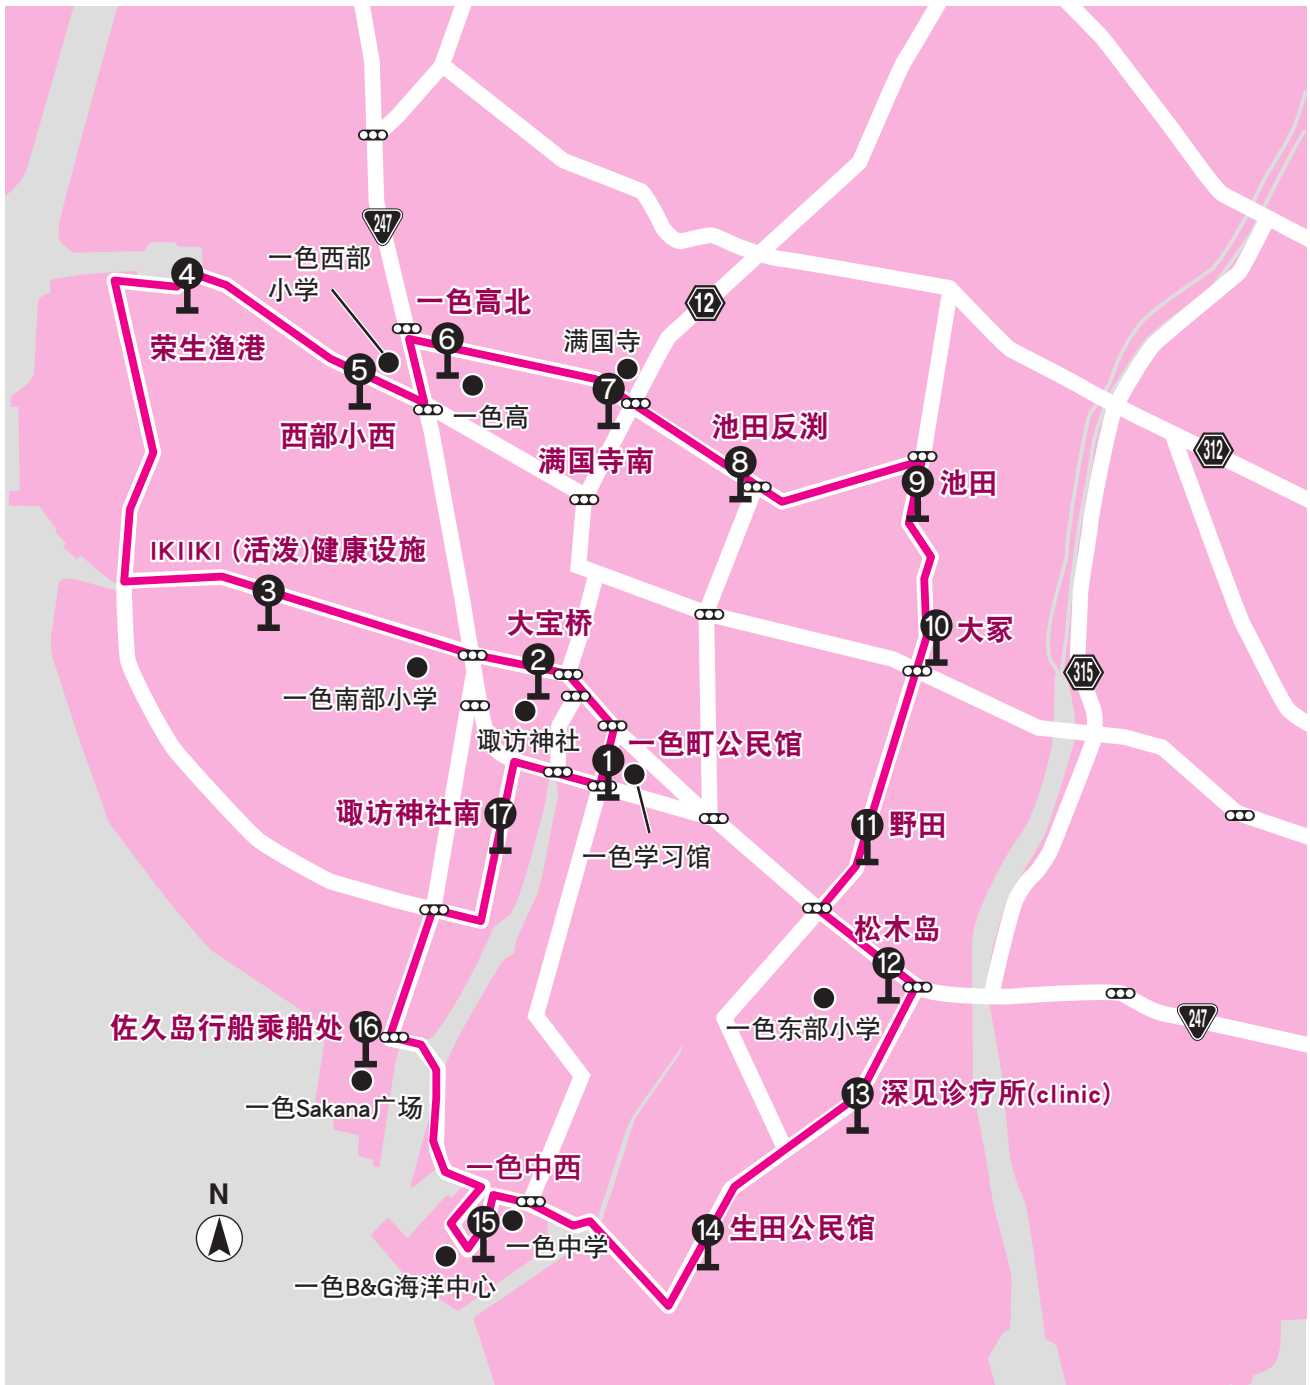 247
一色西部
小学
4
一色高北
12
6
满国寺
荣生渔港
5
7
一色高
池田反渕
西部小西
满国寺南
8
312
9
池田
IKIIKI (活泼)健康设施
3
大宝桥
10
大冢
2
315
一色南部小学
诹访神社
一色町公民馆
1
诹访神社南
17
11
野田
一色学习馆
松木岛
12
佐久岛行船乘船处
16
一色东部小学
247
一色Sakana广场
13
深见诊疗所(clinic)
一色中西
N
15
14
生田公民馆
一色中学
一色B&G海洋中心